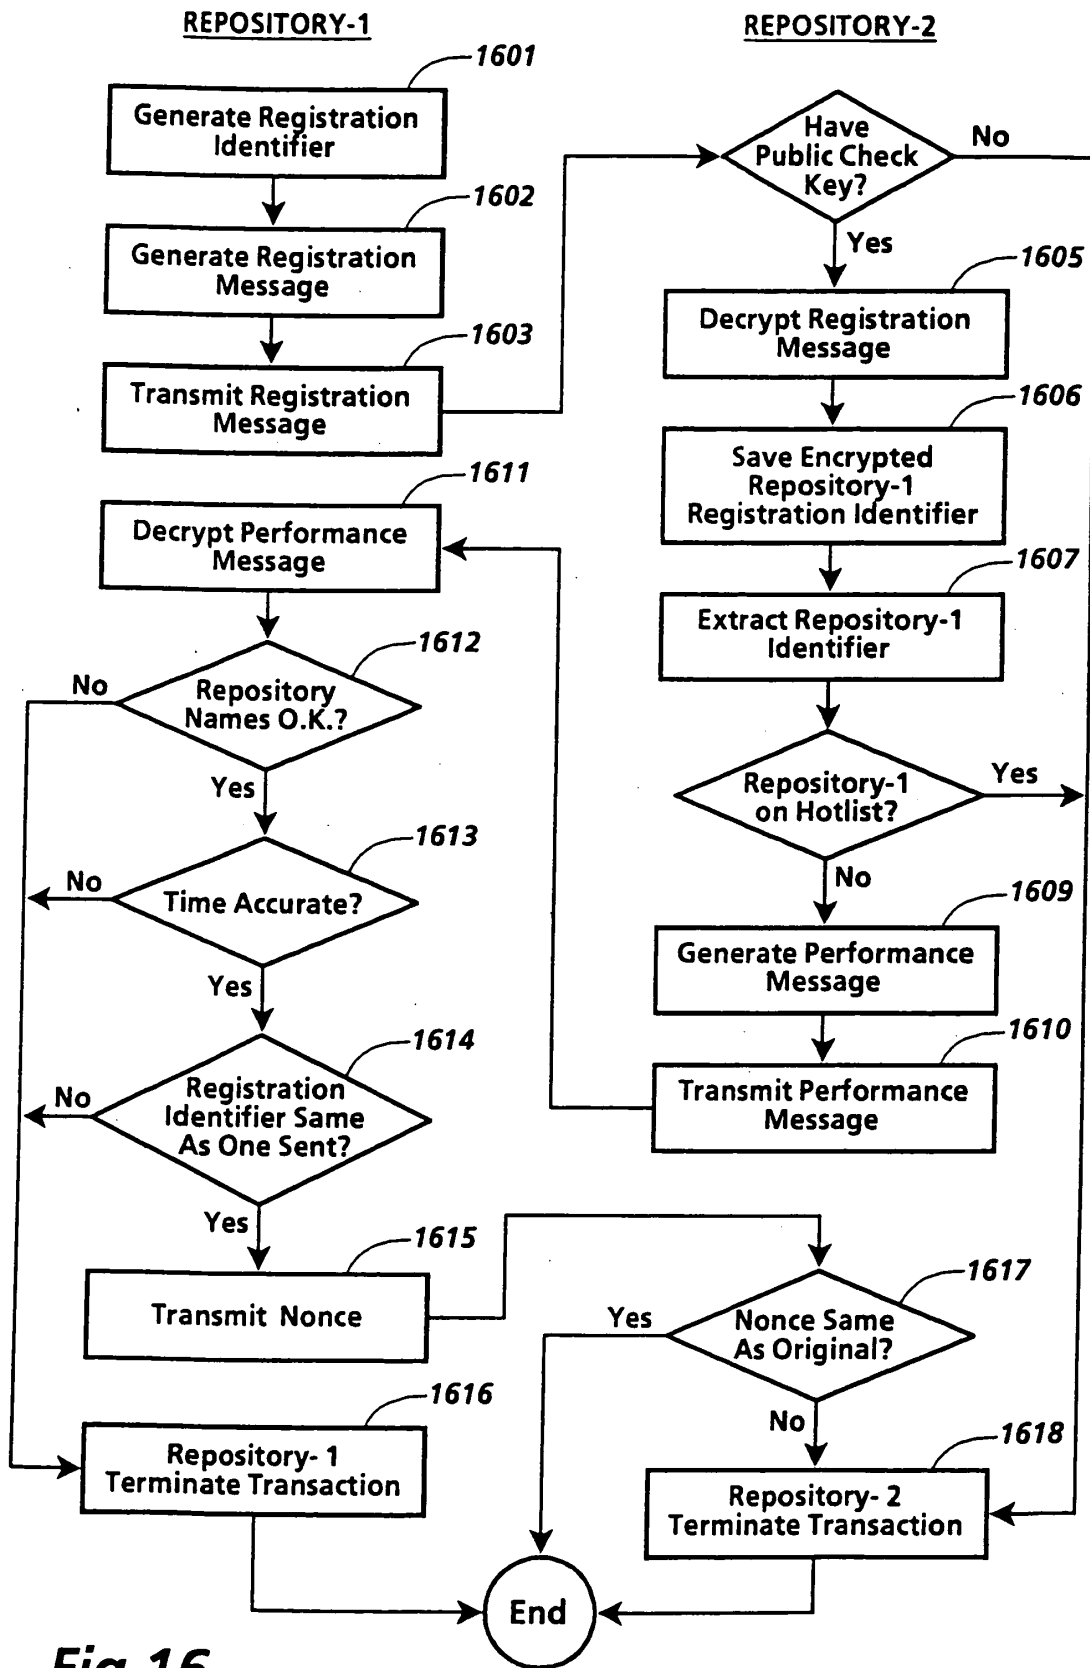 REPOSITORY-1
1601
Generate Registration
Identifier
1602
Generate Registration
Message
1603
Transmit Registration
Message
1611
Decrypt Performance
Message
1612
Repository
Names O.K.?
No
Yes
1613
Time Accurate?
No
Yes
1614
Registration
Identifier Same
As One Sent?
No
Yes
1615
Transmit Nonce
1616
Repository- 1
Terminate Transaction
REPOSITORY-2
Have
Public Check
Key?
No
Yes
1605
Decrypt Registration
Message
1606
Save Encrypted
Repository-1
Registration Identifier
1607
Extract Repository-1
Identifier
Repository-1
on Hotlist?
Yes
No
1609
Generate Performance
Message
1610
Transmit Performance
Message
1617
Nonce Same
As Original?
Yes
No
1618
Repository- 2
Terminate Transaction
End
Fig.16